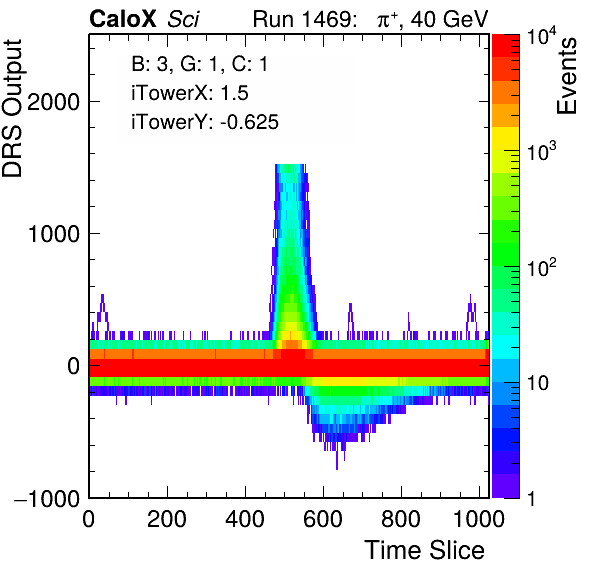 CaloX Sci Run 1469: π⁺, 40 GeV
B: 3, G: 1, C: 1
iTowerX: 1.5
iTowerY: -0.625
DRS Output
2000
1000
0
−1000
0 200 400 600 800 1000
Time Slice
Events
10⁴
10³
10²
10
1